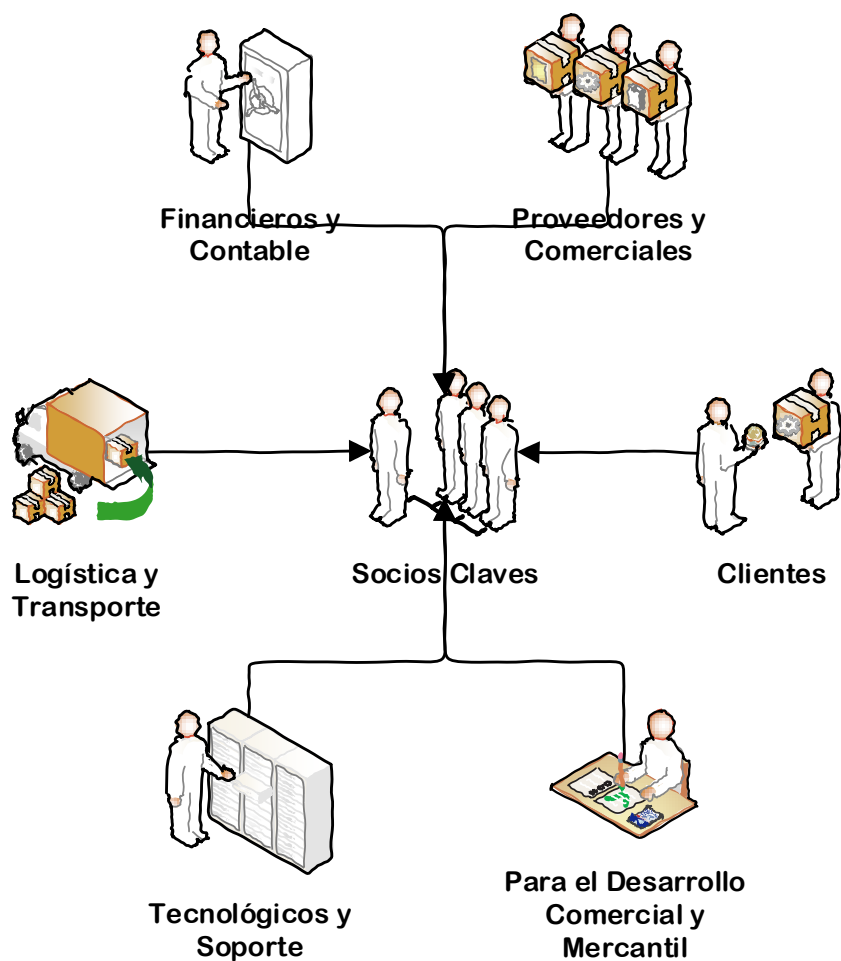 Financieros y
Contable
Proveedores y
Comerciales
Logística y
Transporte
Socios Claves
Clientes
Tecnológicos y
Soporte
Para el Desarrollo
Comercial y
Mercantil